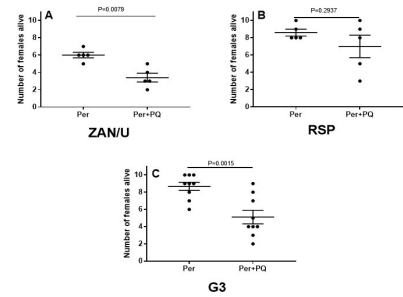 A
P=0.0079
Number of females alive
10
8
6
4
2
0
Per
Per+PQ
ZAN/U
B
P=0.2937
Number of females alive
10
8
6
4
2
0
Per
Per+PQ
RSP
C
P=0.0015
Number of females alive
10
8
6
4
2
0
Per
Per+PQ
G3